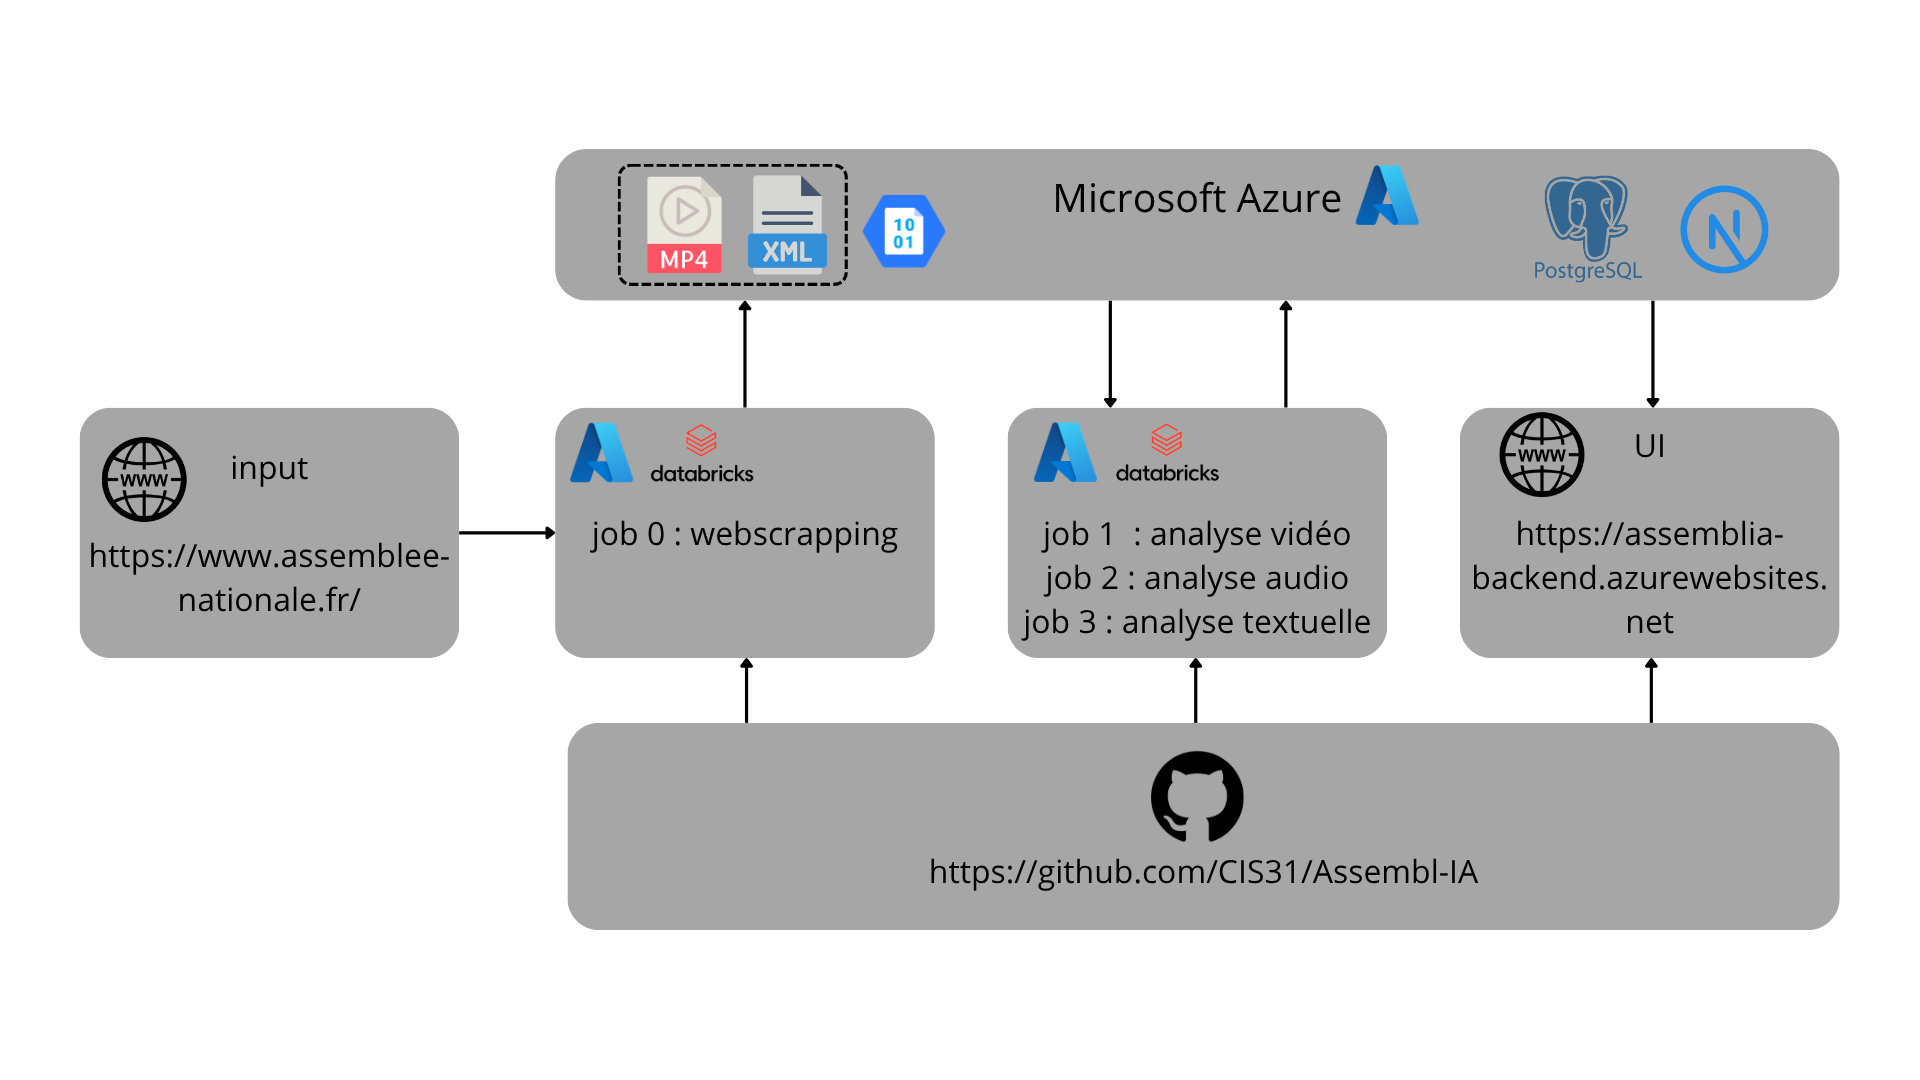 MP4
XML
10
01
Microsoft Azure
PostgreSQL
N
www
input
https://www.assemblee-
nationale.fr/
databricks
job 0 : webscrapping
databricks
job 1  : analyse vidéo
job 2 : analyse audio
job 3 : analyse textuelle
www
UI
https://assemblia-
backend.azurewebsites.
net
https://github.com/CIS31/Assembl-IA